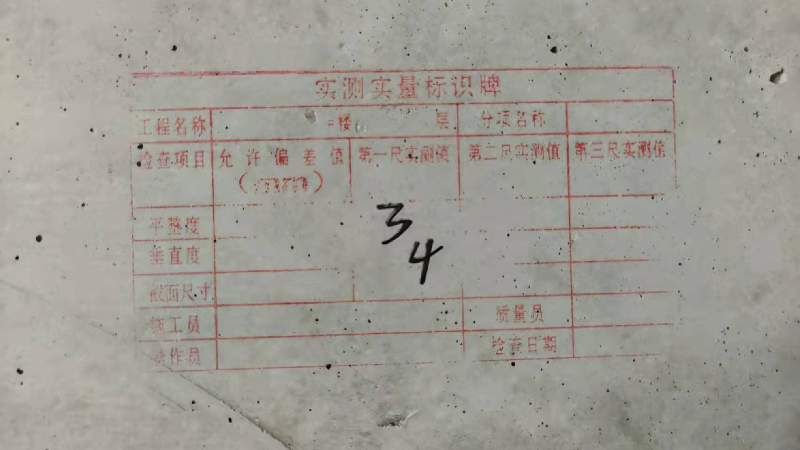 实测实量标识牌
工程名称 楼 层 分项名称
检查项目 允许偏差值(mm) 第一尺实测值 第二尺实测值 第三尺实测值
平整度 3
垂直度 4
截面尺寸
施工员 质量员
操作员 检查日期